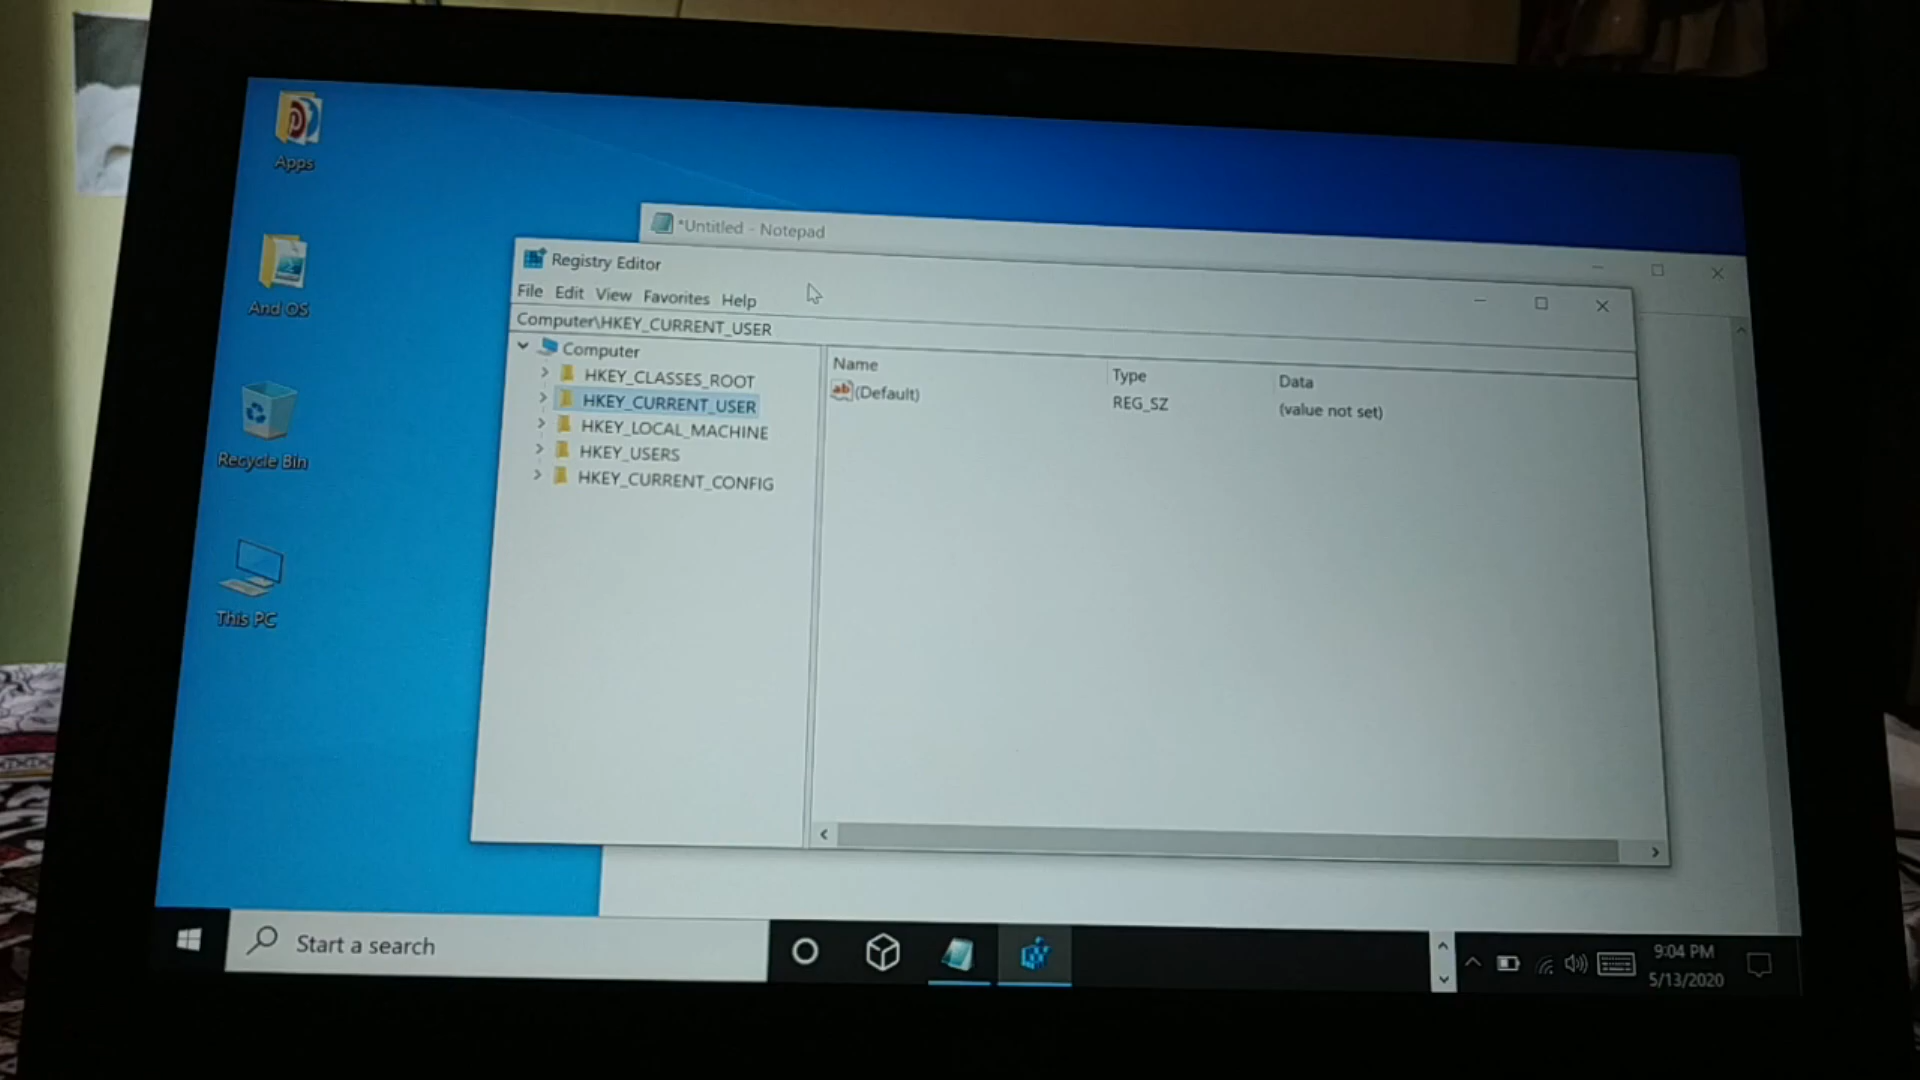 Apps
And OS
Recycle Bin
This PC
*Untitled - Notepad
Registry Editor
File Edit View Favorites Help
Computer\HKEY_CURRENT_USER
Computer
HKEY_CLASSES_ROOT
HKEY_CURRENT_USER
HKEY_LOCAL_MACHINE
HKEY_USERS
HKEY_CURRENT_CONFIG
Name Type Data
ab (Default) REG_SZ (value not set)
Start a search
9:04 PM
5/13/2020